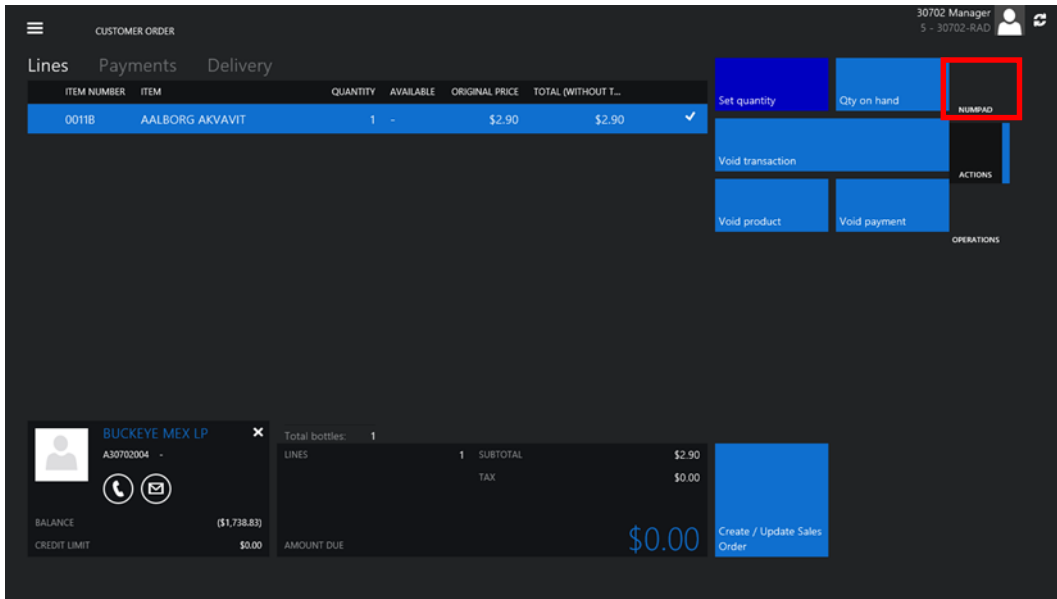 30702 Manager
CUSTOMER ORDER
5 - 30702-RAD
Lines Payments Delivery
ITEM NUMBER ITEM QUANTITY AVAILABLE ORIGINAL PRICE TOTAL (WITHOUT T...
0011B AALBORG AKVAVIT 1 - $2.90 $2.90
Set quantity Qty on hand NUMPAD
Void transaction ACTIONS
Void product Void payment
OPERATIONS
BUCKEYE MEX LP
A30702004 -
BALANCE ($1,738.83)
CREDIT LIMIT $0.00
Total bottles: 1
LINES 1 SUBTOTAL $2.90
TAX $0.00
AMOUNT DUE $0.00
Create / Update Sales
Order